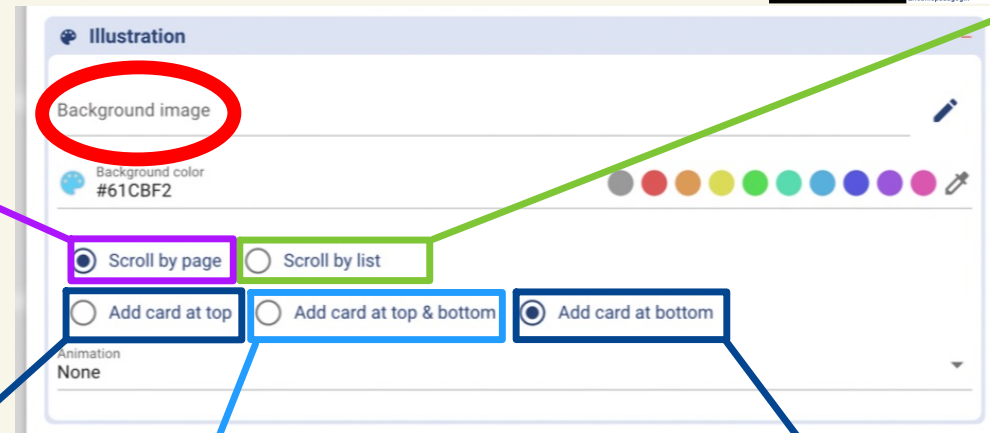 Illustration
Background image
Background color
#61CBF2
Scroll by page Scroll by list
Add card at top Add card at top & bottom Add card at bottom
Animation
None